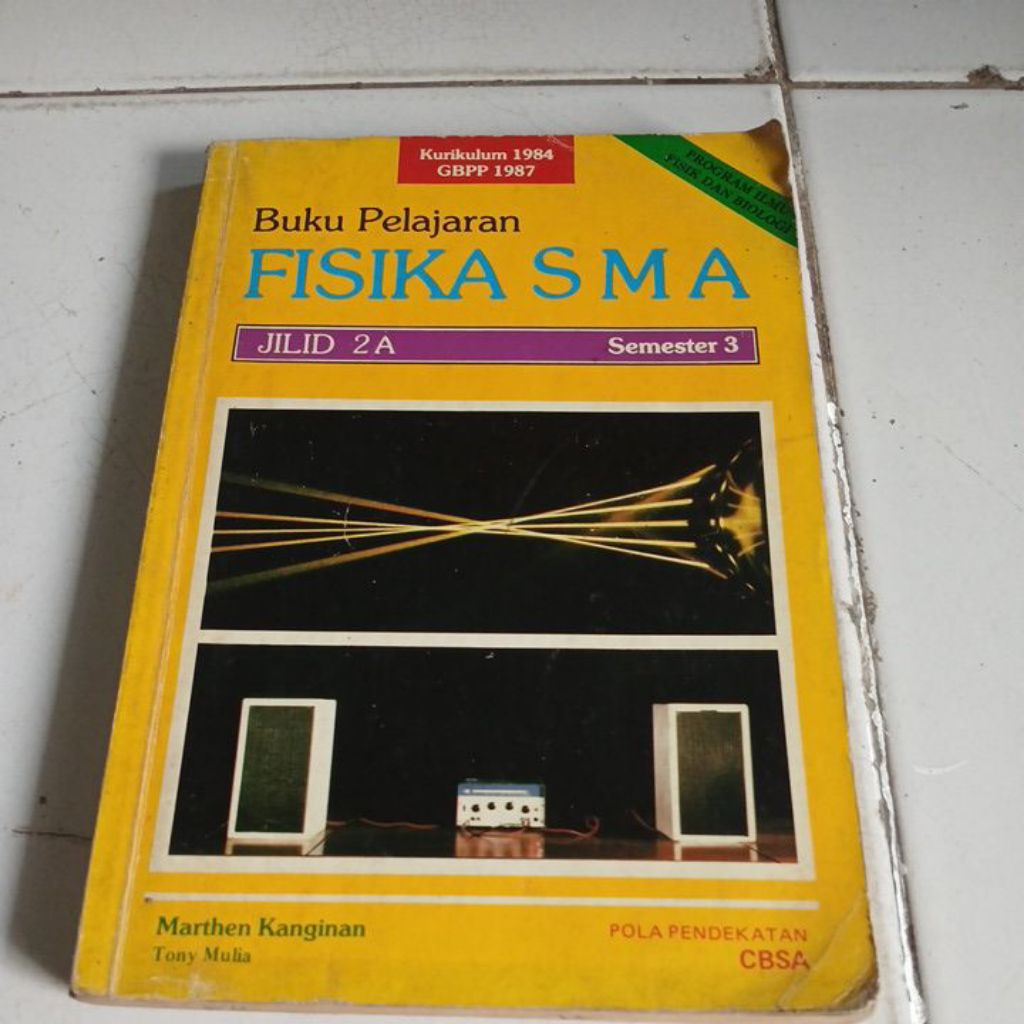 Kurikulum 1984
GBPP 1987
PROGRAM ILMU
FISIK DAN BIOLOGI
Buku Pelajaran
FISIKA SMA
JILID 2A
Semester 3
Marthen Kanginan
Tony Mulia
POLA PENDEKATAN
CBSA